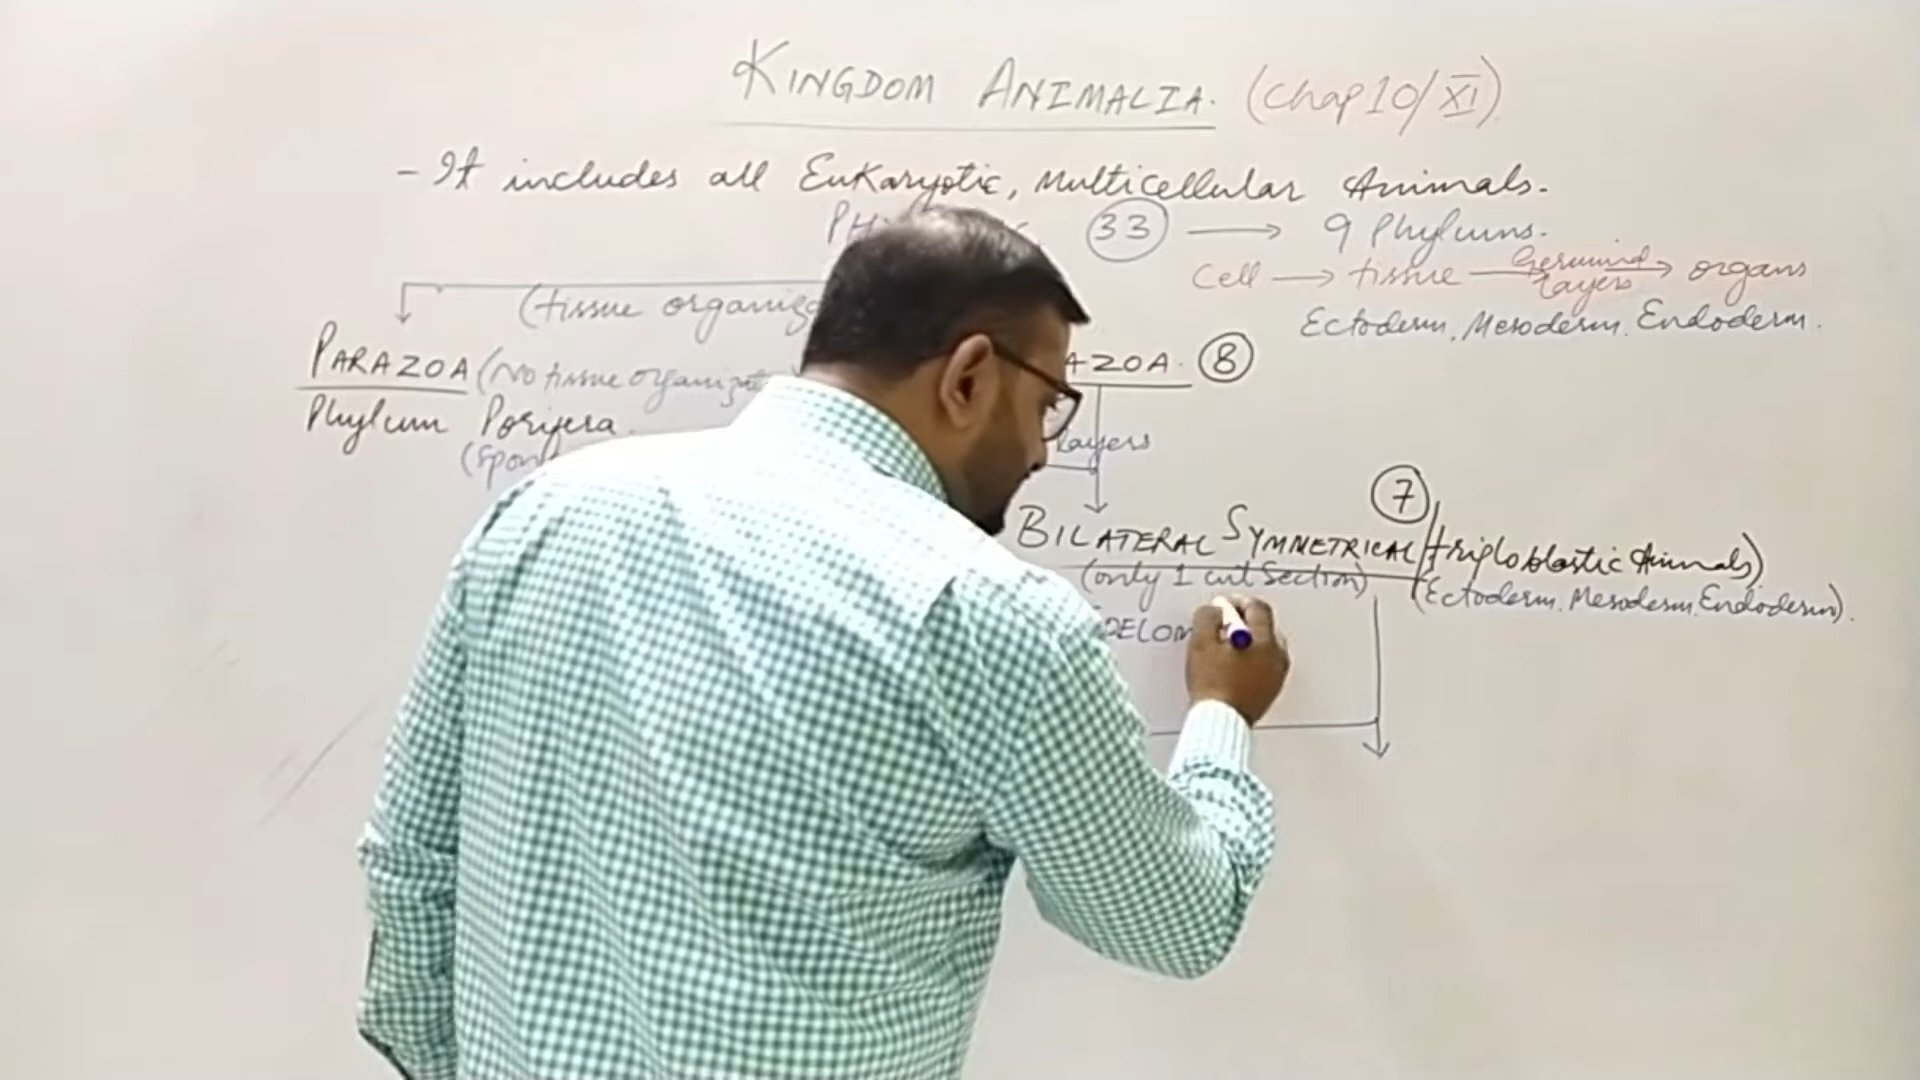 KINGDOM ANIMALIA. (Chap 10/XI)
- It includes all Eukaryotic, Multicellular Animals.
33 → 9 Phylums.
Cell → tissue → Germinal Layers → organs
(tissue organiz
Ectoderm, Mesoderm, Endoderm.
PARAZOA (No tissue organizat
AZOA. 8
Phylum Porifera.
(Spon
layers
7
BILATERAL SYMMETRICAL (triploblastic Animals)
(only 1 cut Section)
(Ectoderm, Mesoderm, Endoderm).
OELOM